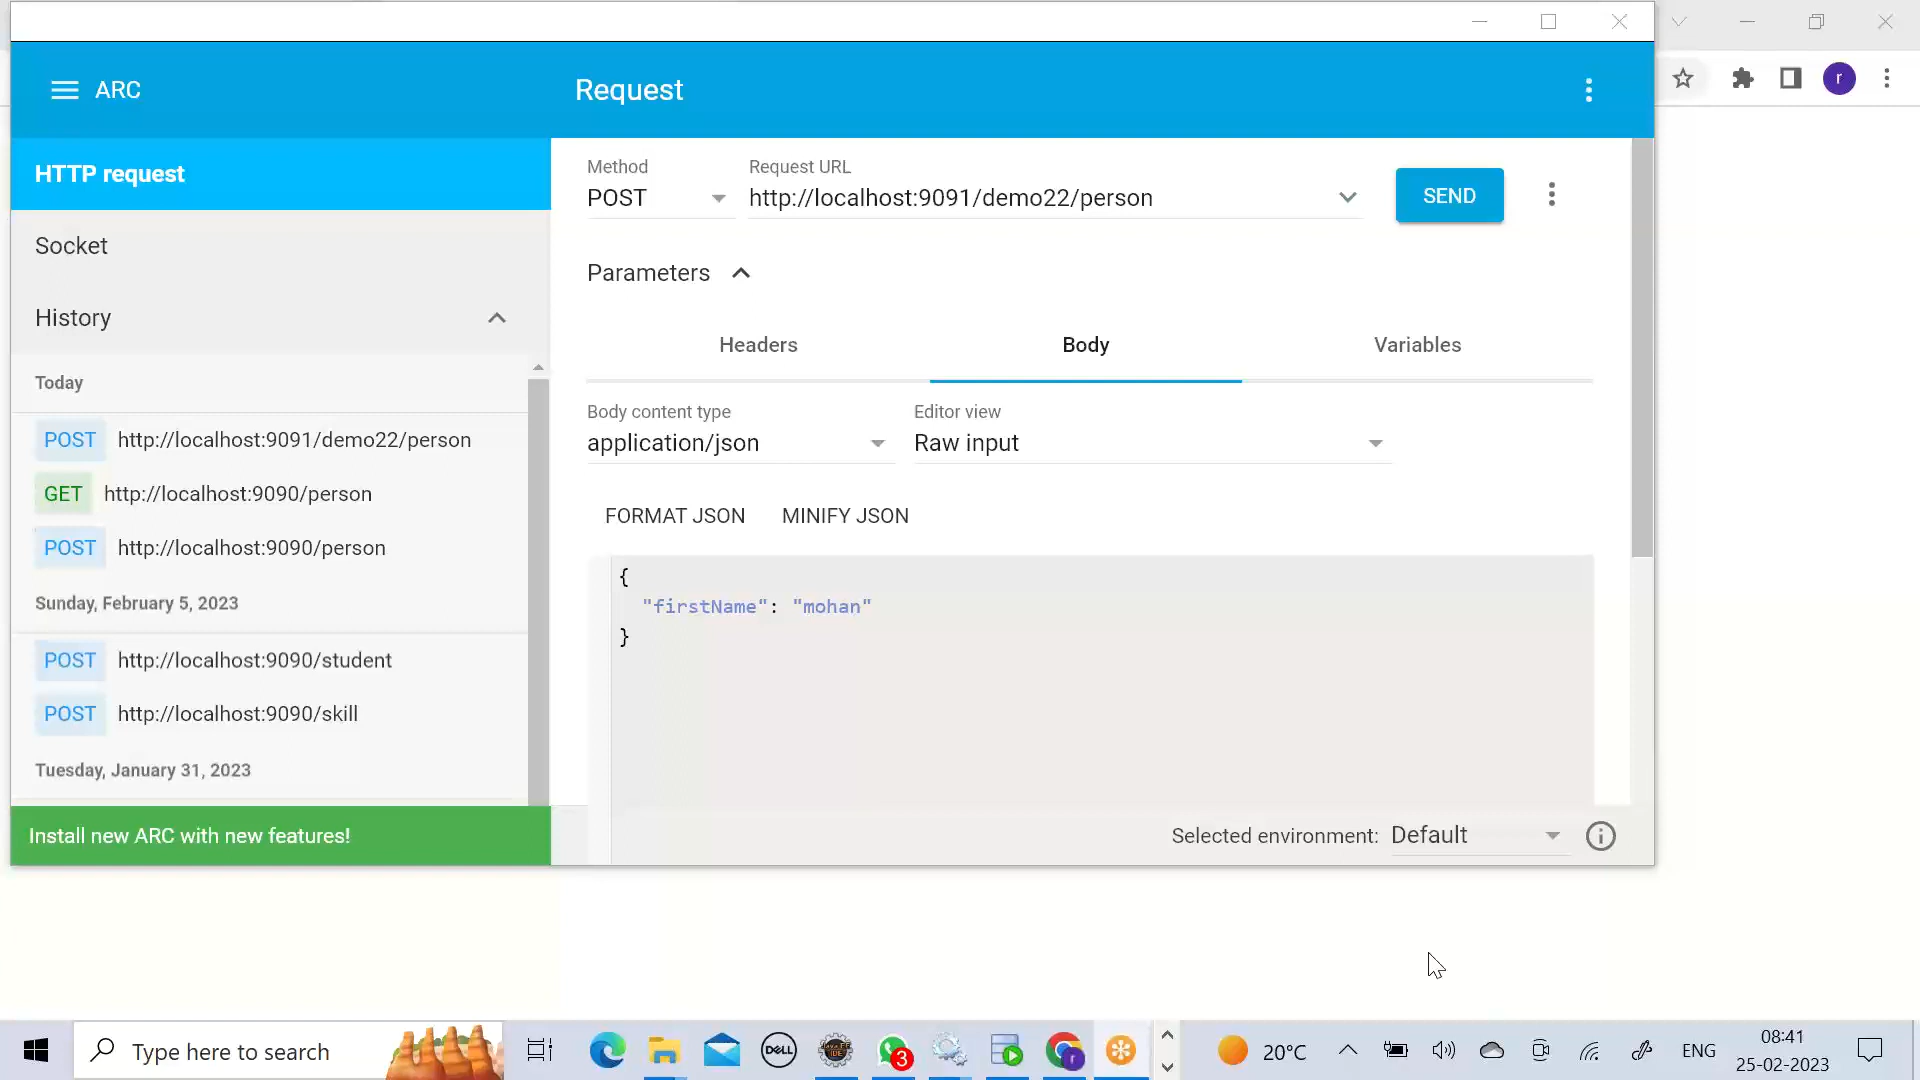 ARC
Request
HTTP request
Socket
History
Today
POST http://localhost:9091/demo22/person
GET http://localhost:9090/person
POST http://localhost:9090/person
Sunday, February 5, 2023
POST http://localhost:9090/student
POST http://localhost:9090/skill
Tuesday, January 31, 2023
Install new ARC with new features!
Method
POST
Request URL
http://localhost:9091/demo22/person
SEND
Parameters
Headers
Body
Variables
Body content type
application/json
Editor view
Raw input
FORMAT JSON
MINIFY JSON
{
"firstName": "mohan"
}
Selected environment: Default
r
Type here to search
DELL
JAVA EE
IDE
3
r
20°C
ENG
08:41
25-02-2023